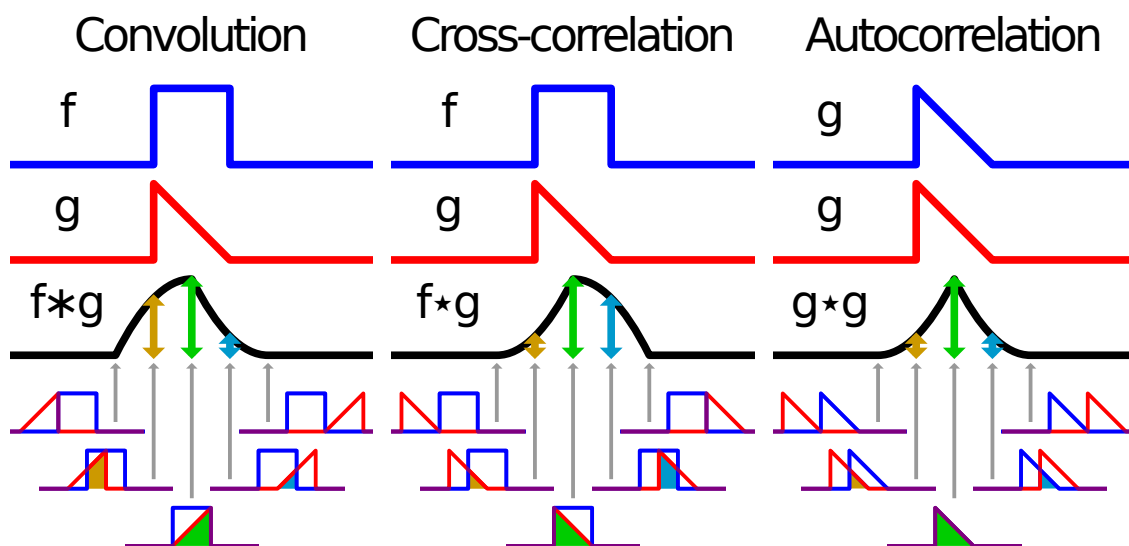 Convolution Cross-correlation Autocorrelation
f f g
g g g
f∗g f⋆g g⋆g